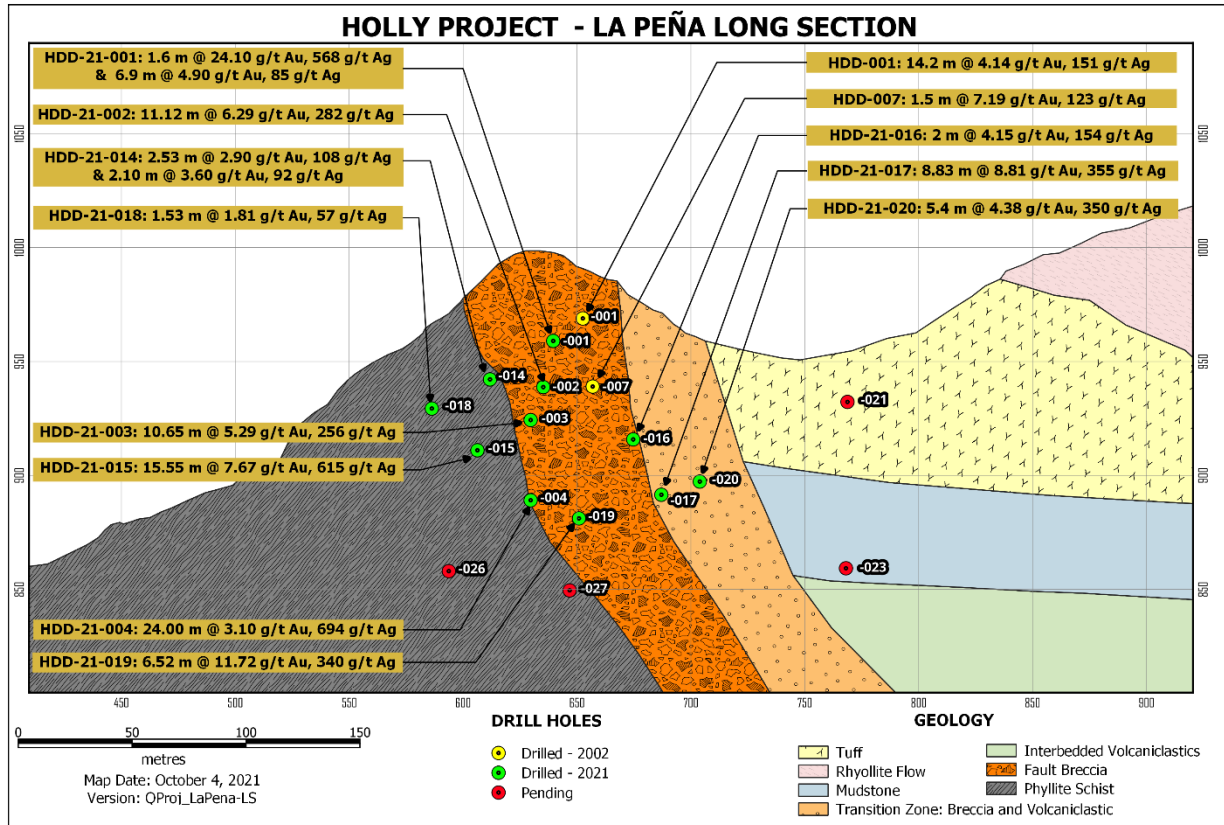 HOLLY PROJECT - LA PEÑA LONG SECTION
HDD-21-001: 1.6 m @ 24.10 g/t Au, 568 g/t Ag
& 6.9 m @ 4.90 g/t Au, 85 g/t Ag
HDD-21-002: 11.12 m @ 6.29 g/t Au, 282 g/t Ag
HDD-21-014: 2.53 m @ 2.90 g/t Au, 108 g/t Ag
& 2.10 m @ 3.60 g/t Au, 92 g/t Ag
HDD-21-018: 1.53 m @ 1.81 g/t Au, 57 g/t Ag
HDD-001: 14.2 m @ 4.14 g/t Au, 151 g/t Ag
HDD-007: 1.5 m @ 7.19 g/t Au, 123 g/t Ag
HDD-21-016: 2 m @ 4.15 g/t Au, 154 g/t Ag
HDD-21-017: 8.83 m @ 8.81 g/t Au, 355 g/t Ag
HDD-21-020: 5.4 m @ 4.38 g/t Au, 350 g/t Ag
1050
1000
950
900
850
1050
1000
950
900
850
-001
-001
-014
-002
-007
-018
-003
-021
-016
-015
-020
-004
-017
-019
-026
-027
-023
HDD-21-003: 10.65 m @ 5.29 g/t Au, 256 g/t Ag
HDD-21-015: 15.55 m @ 7.67 g/t Au, 615 g/t Ag
HDD-21-004: 24.00 m @ 3.10 g/t Au, 694 g/t Ag
HDD-21-019: 6.52 m @ 11.72 g/t Au, 340 g/t Ag
450 500 550 600 650 700 750 800 850 900
0 50 100 150
metres
Map Date: October 4, 2021
Version: QProj_LaPena-LS
DRILL HOLES
Drilled - 2002
Drilled - 2021
Pending
GEOLOGY
Tuff
Rhyollite Flow
Mudstone
Transition Zone: Breccia and Volcaniclastic
Interbedded Volcaniclastics
Fault Breccia
Phyllite Schist